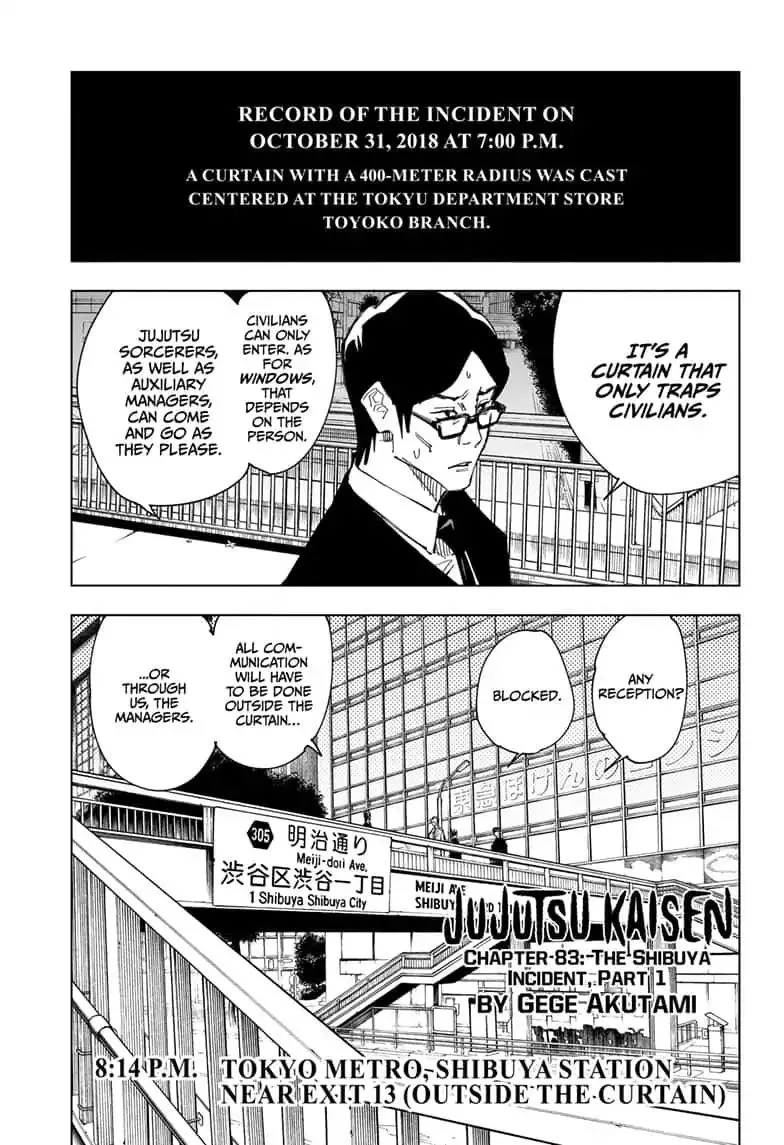 RECORD OF THE INCIDENT ON
OCTOBER 31, 2018 AT 7:00 P.M.
A CURTAIN WITH A 400-METER RADIUS WAS CAST
CENTERED AT THE TOKYU DEPARTMENT STORE
TOYOKO BRANCH.
IT'S A
CURTAIN THAT
ONLY TRAPS
CIVILIANS.
CIVILIANS
CAN ONLY
ENTER. AS
FOR
WINDOWS,
THAT
DEPENDS
ON THE
PERSON.
JUJUTSU
SORCERERS,
AS WELL AS
AUXILIARY
MANAGERS,
CAN COME
AND GO AS
THEY PLEASE.
ANY
RECEPTION?
BLOCKED.
ALL COM-
MUNICATION
WILL HAVE
TO BE DONE
OUTSIDE THE
CURTAIN...
...OR
THROUGH
US, THE
MANAGERS.
東急ほけんの
305 明治通り
Meiji-dori Ave.
渋谷区渋谷一丁目
1 Shibuya Shibuya City
MEIJI AVE
SHIBUYA
JUJUTSU KAISEN
CHAPTER 83: THE SHIBUYA
INCIDENT, PART 1
BY GEGE AKUTAMI
8:14 P.M. TOKYO METRO, SHIBUYA STATION
NEAR EXIT 13 (OUTSIDE THE CURTAIN)